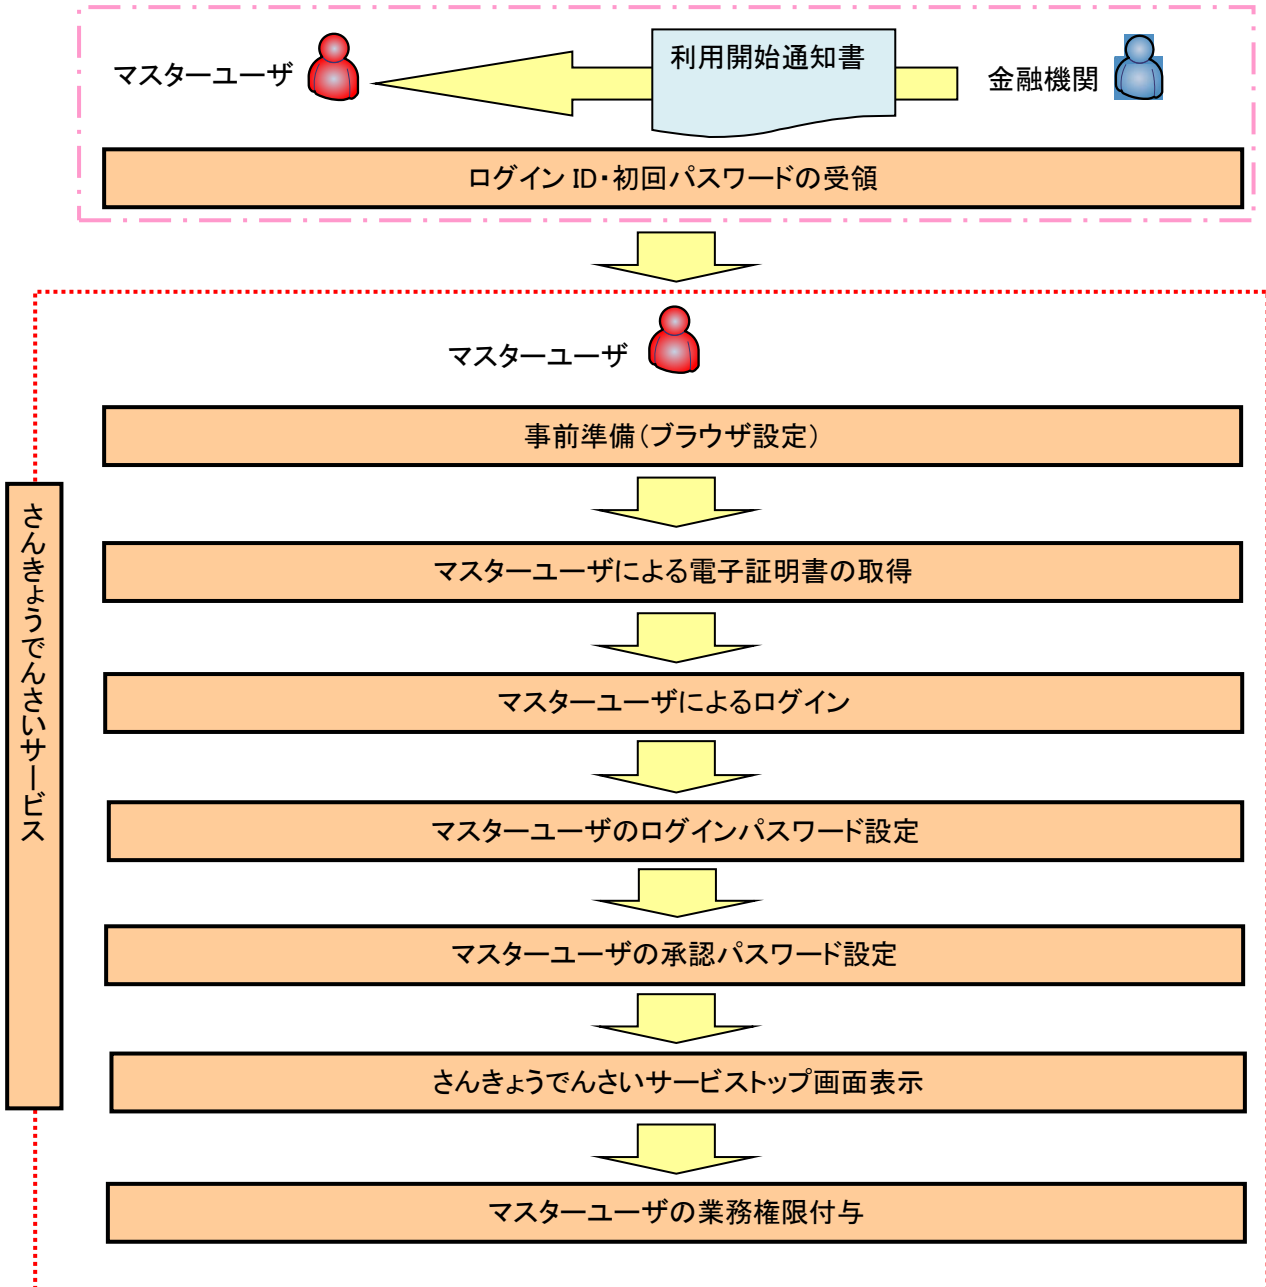 マスターユーザ
利用開始通知書
金融機関
ログイン ID・初回パスワードの受領
マスターユーザ
事前準備（ブラウザ設定）
マスターユーザによる電子証明書の取得
さんきょうでんさいサービス
マスターユーザによるログイン
マスターユーザのログインパスワード設定
マスターユーザの承認パスワード設定
さんきょうでんさいサービストップ画面表示
マスターユーザの業務権限付与